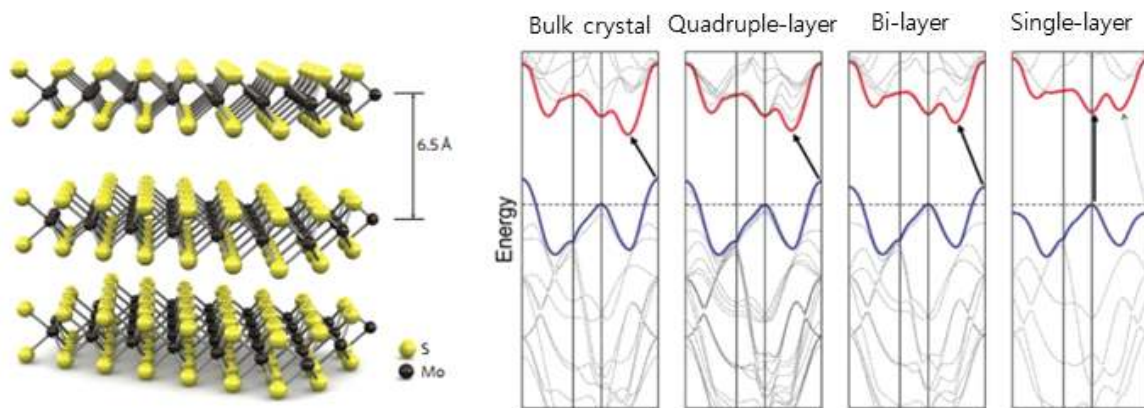 6.5 Å
S
Mo
Bulk crystal
Quadruple-layer
Bi-layer
Single-layer
Energy